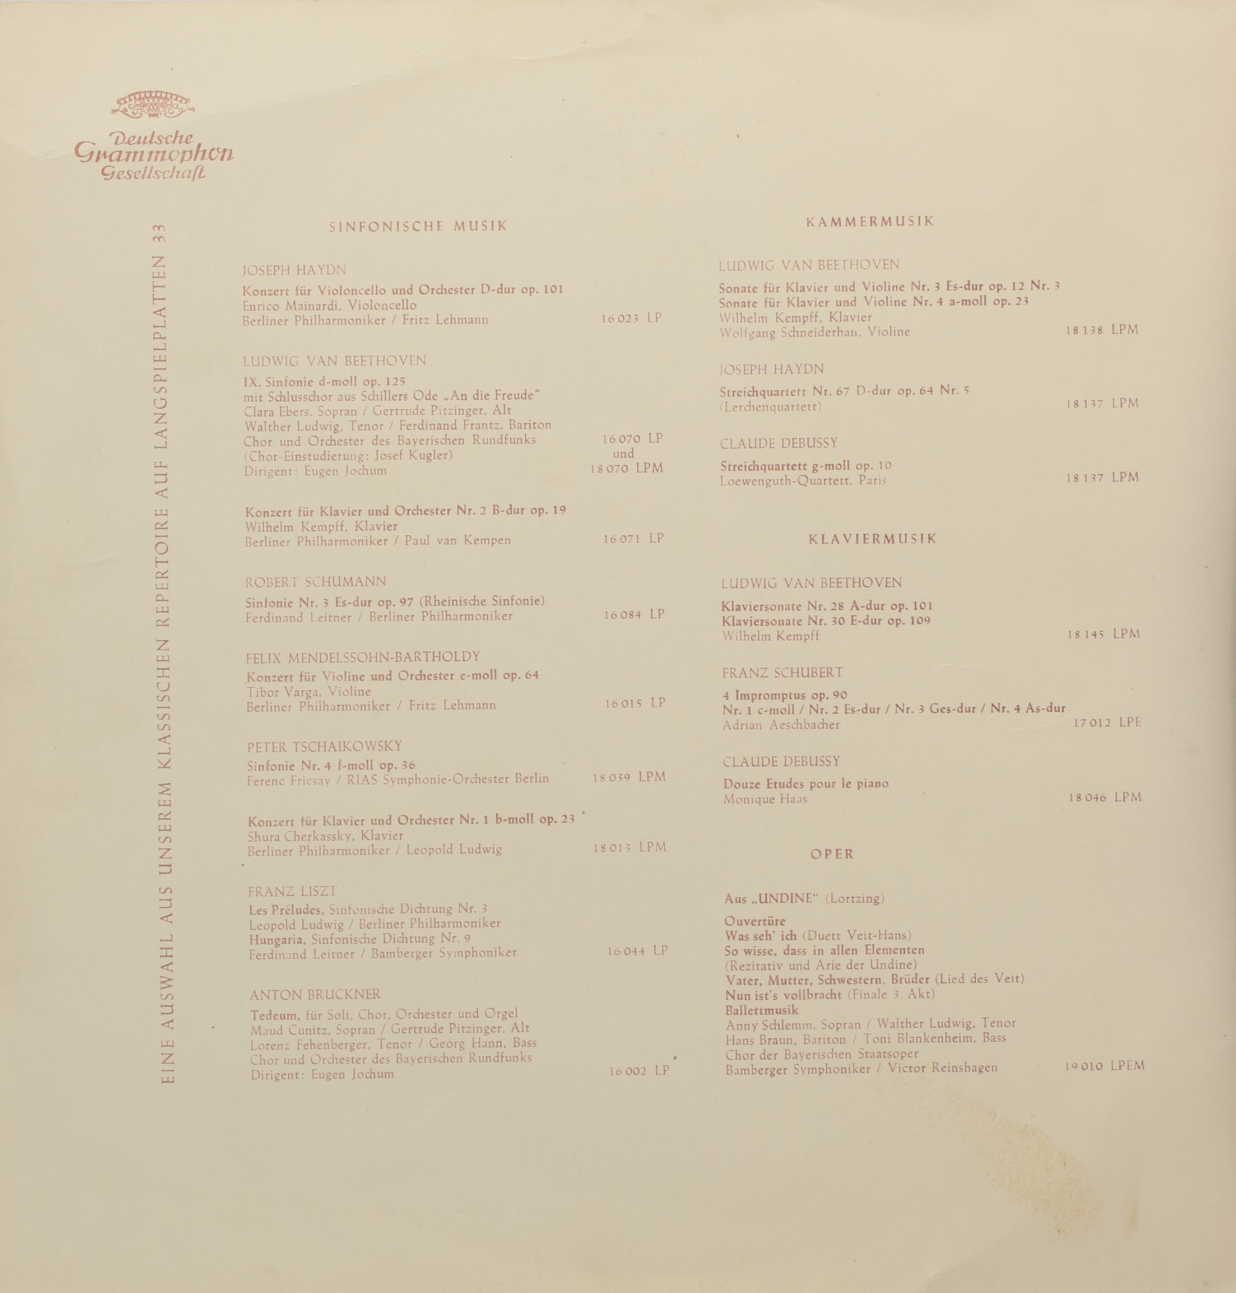 Deutsche
Grammophon
Gesellschaft
EINE AUSWAHL AUS UNSEREM KLASSISCHEN REPERTOIRE AUF LANGSPIELPLATTEN 33
SINFONISCHE MUSIK
JOSEPH HAYDN
Konzert für Violoncello und Orchester D-dur op. 101
Enrico Mainardi, Violoncello
Berliner Philharmoniker / Fritz Lehmann 16 023 LP
LUDWIG VAN BEETHOVEN
IX. Sinfonie d-moll op. 125
mit Schlusschor aus Schillers Ode „An die Freude“
Clara Ebers, Sopran / Gertrude Pitzinger, Alt
Walther Ludwig, Tenor / Ferdinand Frantz, Bariton
Chor und Orchester des Bayerischen Rundfunks 16 070 LP
(Chor-Einstudierung: Josef Kugler) und
Dirigent: Eugen Jochum 18 070 LPM
Konzert für Klavier und Orchester Nr. 2 B-dur op. 19
Wilhelm Kempff, Klavier
Berliner Philharmoniker / Paul van Kempen 16 071 LP
ROBERT SCHUMANN
Sinfonie Nr. 3 Es-dur op. 97 (Rheinische Sinfonie)
Ferdinand Leitner / Berliner Philharmoniker 16 084 LP
FELIX MENDELSSOHN-BARTHOLDY
Konzert für Violine und Orchester e-moll op. 64
Tibor Varga, Violine
Berliner Philharmoniker / Fritz Lehmann 16 015 LP
PETER TSCHAIKOWSKY
Sinfonie Nr. 4 f-moll op. 36
Ferenc Fricsay / RIAS Symphonie-Orchester Berlin 18 039 LPM
Konzert für Klavier und Orchester Nr. 1 b-moll op. 23
Shura Cherkassky, Klavier
Berliner Philharmoniker / Leopold Ludwig 18 013 LPM
FRANZ LISZT
Les Préludes, Sinfonische Dichtung Nr. 3
Leopold Ludwig / Berliner Philharmoniker
Hungaria, Sinfonische Dichtung Nr. 9
Ferdinand Leitner / Bamberger Symphoniker 16 044 LP
ANTON BRUCKNER
Tedeum, für Soli, Chor, Orchester und Orgel
Maud Cunitz, Sopran / Gertrude Pitzinger, Alt
Lorenz Fehenberger, Tenor / Georg Hann, Bass
Chor und Orchester des Bayerischen Rundfunks
Dirigent: Eugen Jochum 16 002 LP
KAMMERMUSIK
LUDWIG VAN BEETHOVEN
Sonate für Klavier und Violine Nr. 3 Es-dur op. 12 Nr. 3
Sonate für Klavier und Violine Nr. 4 a-moll op. 23
Wilhelm Kempff, Klavier
Wolfgang Schneiderhan, Violine 18 138 LPM
JOSEPH HAYDN
Streichquartett Nr. 67 D-dur op. 64 Nr. 5
(Lerchenquartett) 18 137 LPM
CLAUDE DEBUSSY
Streichquartett g-moll op. 10
Loewenguth-Quartett, Paris 18 137 LPM
KLAVIERMUSIK
LUDWIG VAN BEETHOVEN
Klaviersonate Nr. 28 A-dur op. 101
Klaviersonate Nr. 30 E-dur op. 109
Wilhelm Kempff 18 145 LPM
FRANZ SCHUBERT
4 Impromptus op. 90
Nr. 1 c-moll / Nr. 2 Es-dur / Nr. 3 Ges-dur / Nr. 4 As-dur
Adrian Aeschbacher 17 012 LPE
CLAUDE DEBUSSY
Douze Etudes pour le piano
Monique Haas 18 046 LPM
OPER
Aus „UNDINE“ (Lortzing)
Ouvertüre
Was seh' ich (Duett Veit-Hans)
So wisse, dass in allen Elementen
(Rezitativ und Arie der Undine)
Vater, Mutter, Schwestern, Brüder (Lied des Veit)
Nun ist's vollbracht (Finale 3. Akt)
Ballettmusik
Anny Schlemm, Sopran / Walther Ludwig, Tenor
Hans Braun, Bariton / Toni Blankenheim, Bass
Chor der Bayerischen Staatsoper
Bamberger Symphoniker / Victor Reinshagen 19 010 LPEM